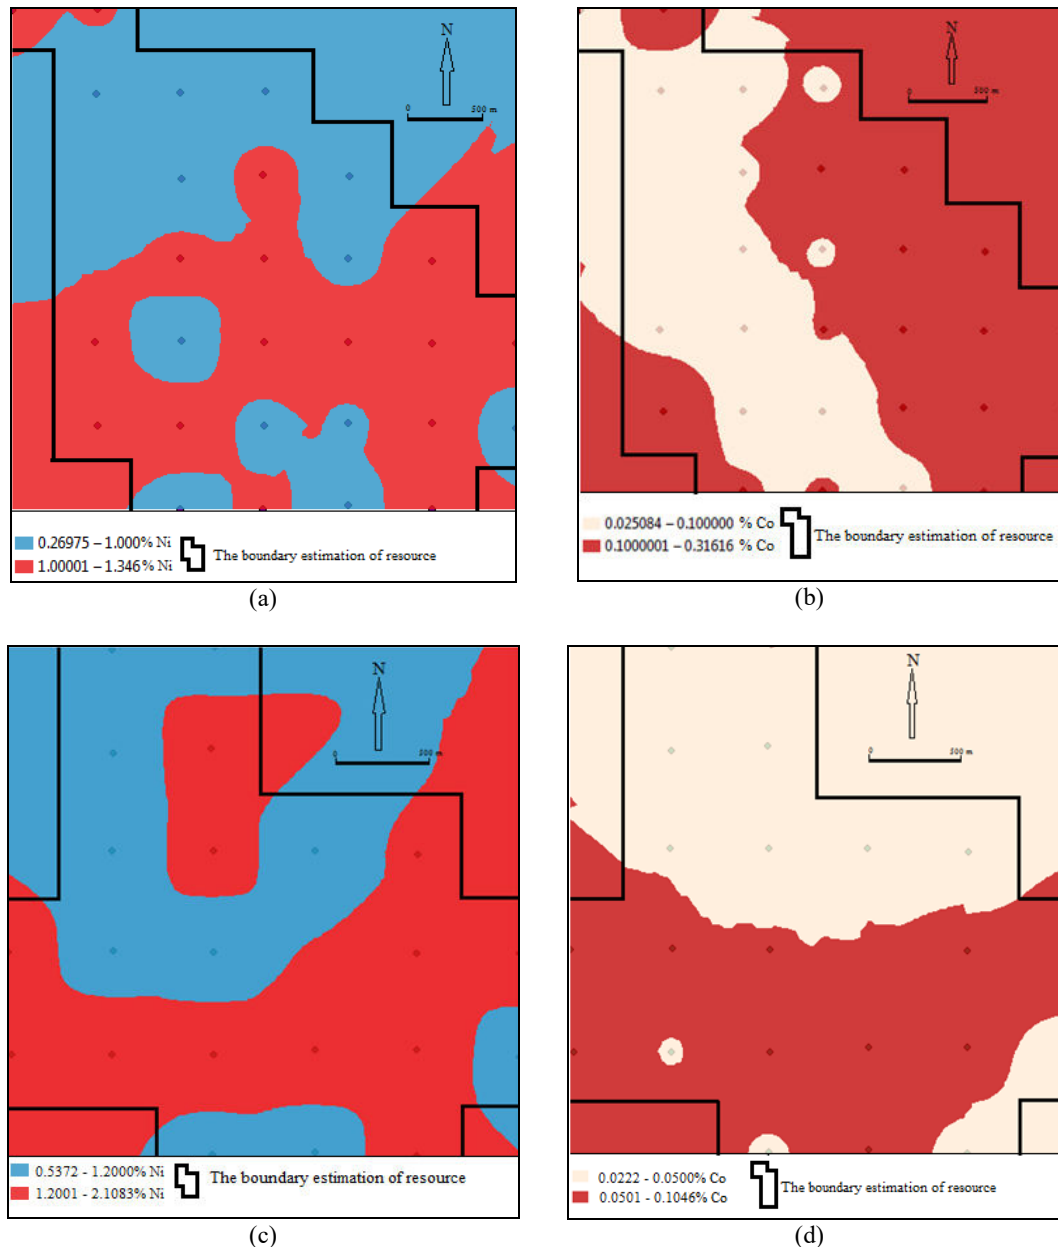 N
0 500 m
0.26975 – 1.000% Ni
The boundary estimation of resource
1.00001 – 1.346% Ni
(a)
N
0 500 m
0.025084 – 0.100000 % Co
The boundary estimation of resource
0.1000001 – 0.31616 % Co
(b)
N
0 500 m
0.5372 - 1.2000% Ni
The boundary estimation of resource
1.2001 - 2.1083% Ni
(c)
N
0 500 m
0.0222 - 0.0500% Co
The boundary estimation of resource
0.0501 - 0.1046% Co
(d)